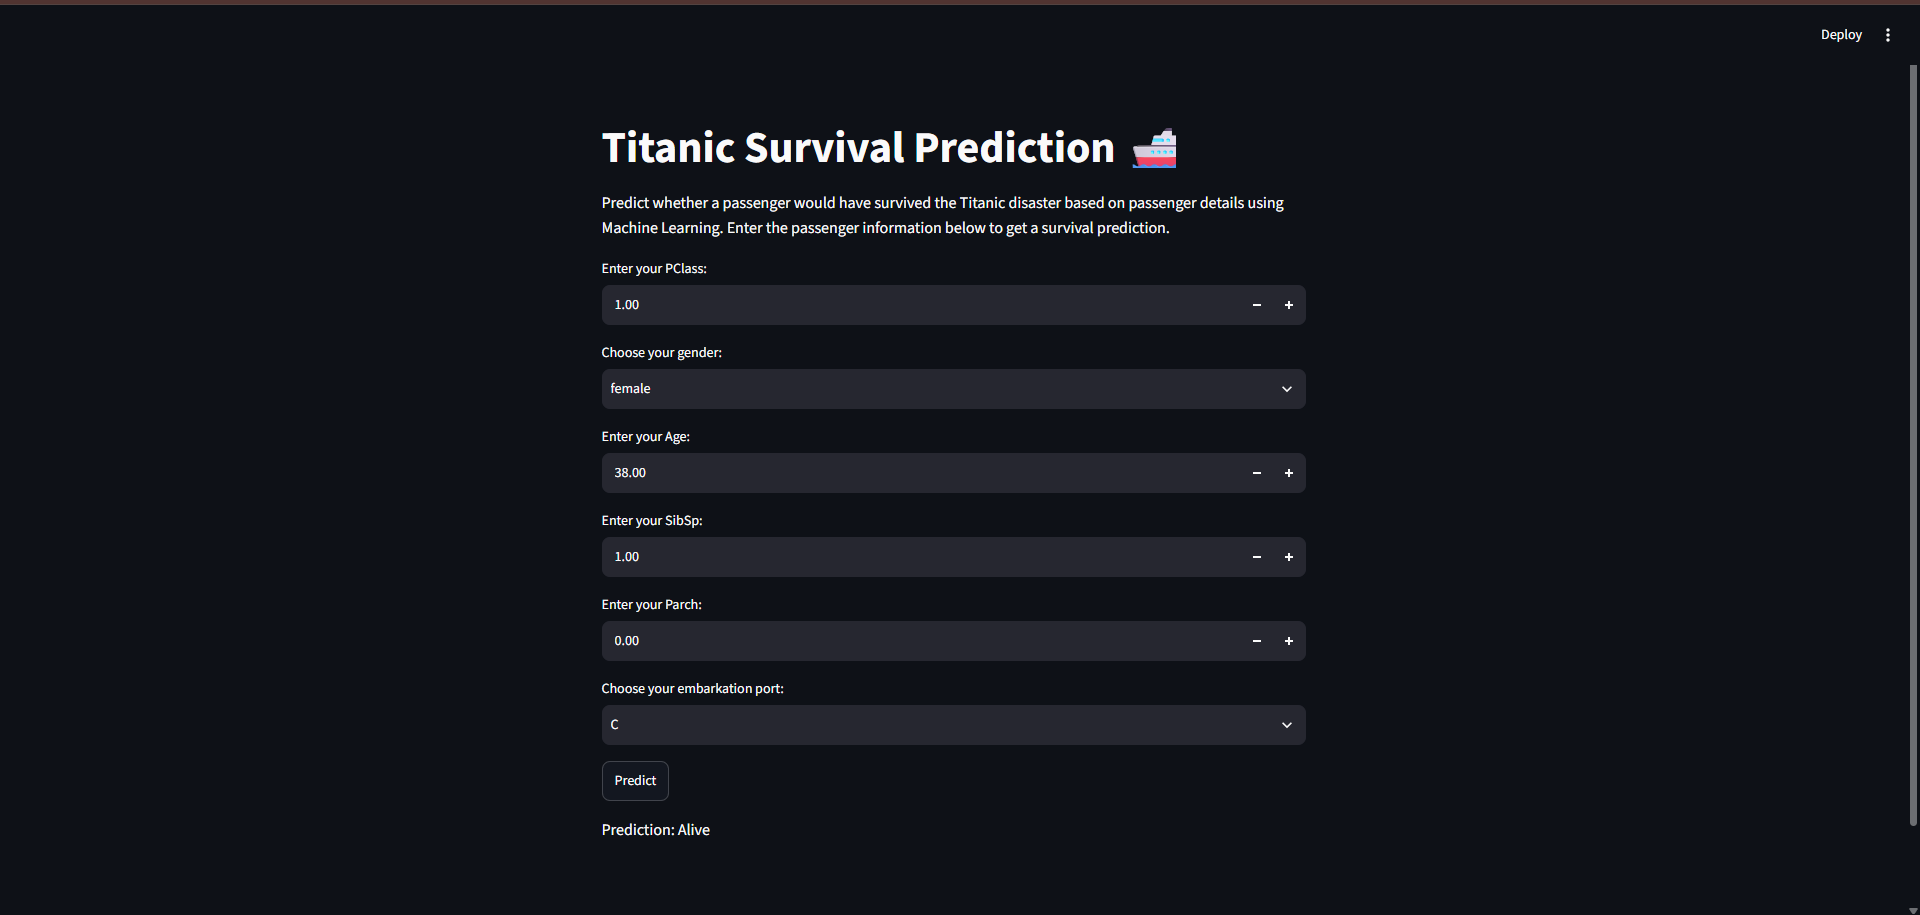 Deploy
Titanic Survival Prediction
Predict whether a passenger would have survived the Titanic disaster based on passenger details using
Machine Learning. Enter the passenger information below to get a survival prediction.
Enter your PClass:
1.00
Choose your gender:
female
Enter your Age:
38.00
Enter your SibSp:
1.00
Enter your Parch:
0.00
Choose your embarkation port:
C
Predict
Prediction: Alive